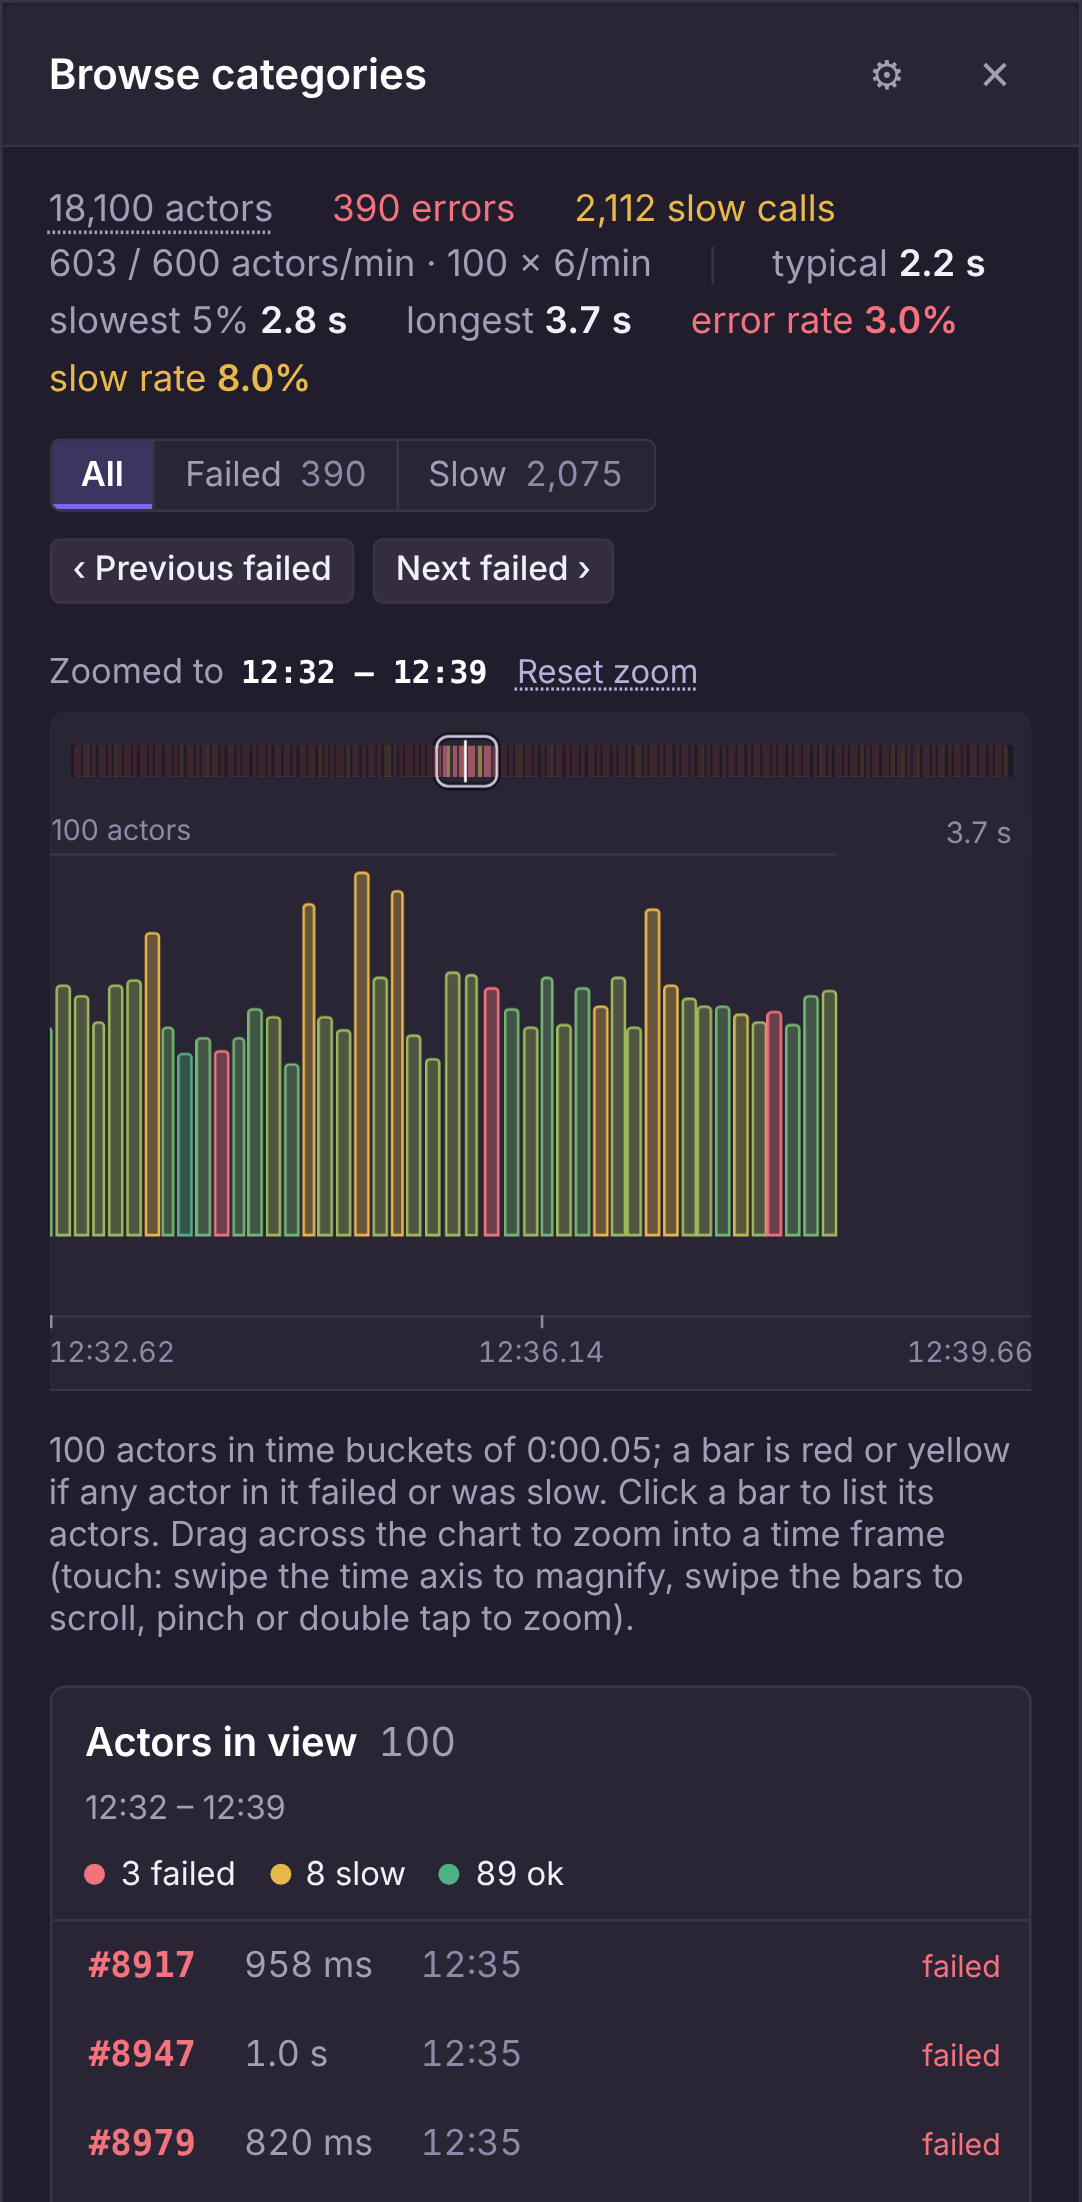 Browse categories
18,100 actors 390 errors 2,112 slow calls
603 / 600 actors/min · 100 × 6/min typical 2.2 s
slowest 5% 2.8 s longest 3.7 s error rate 3.0%
slow rate 8.0%
All Failed 390 Slow 2,075
‹ Previous failed Next failed ›
Zoomed to 12:32 – 12:39 Reset zoom
100 actors 3.7 s
12:32.62 12:36.14 12:39.66
100 actors in time buckets of 0:00.05; a bar is red or yellow
if any actor in it failed or was slow. Click a bar to list its
actors. Drag across the chart to zoom into a time frame
(touch: swipe the time axis to magnify, swipe the bars to
scroll, pinch or double tap to zoom).
Actors in view 100
12:32 – 12:39
3 failed 8 slow 89 ok
#8917 958 ms 12:35 failed
#8947 1.0 s 12:35 failed
#8979 820 ms 12:35 failed